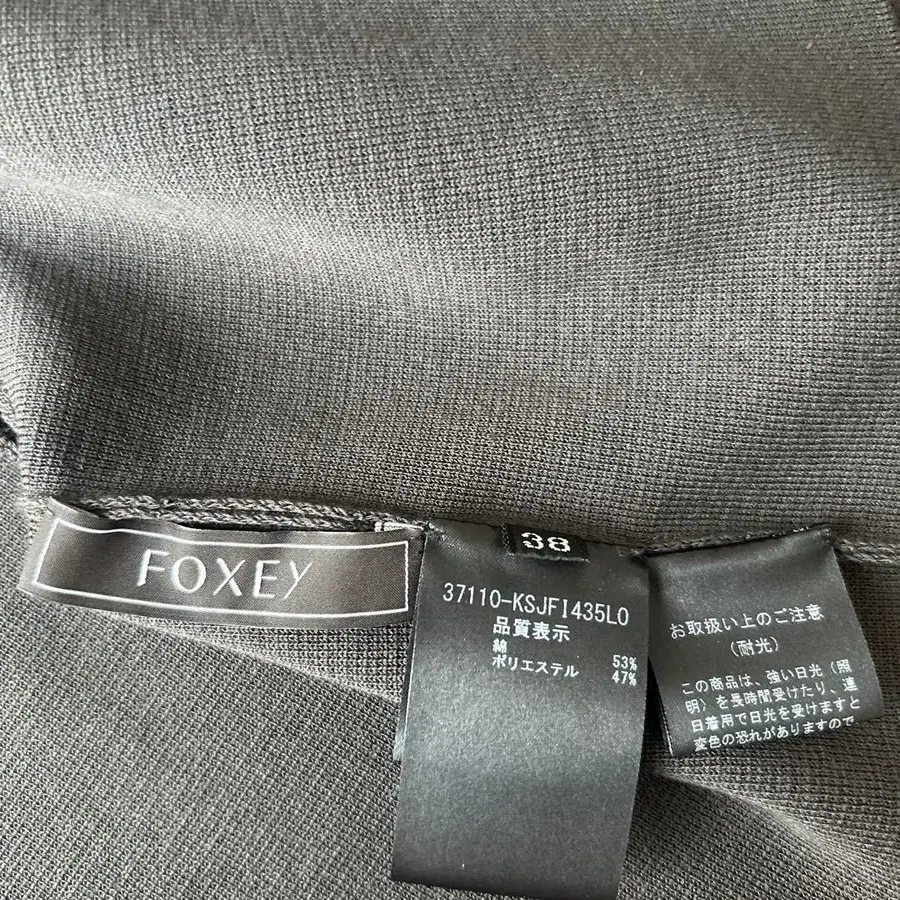 FOXEY
38
37110-KSJFI435LO
品質表示
綿 53%
ポリエステル 47%
お取扱い上のご注意
(耐光)
この商品は、強い日光(照
明)を長時間受けたり、連
日着用で日光を受けますと
変色の恐れがありますので